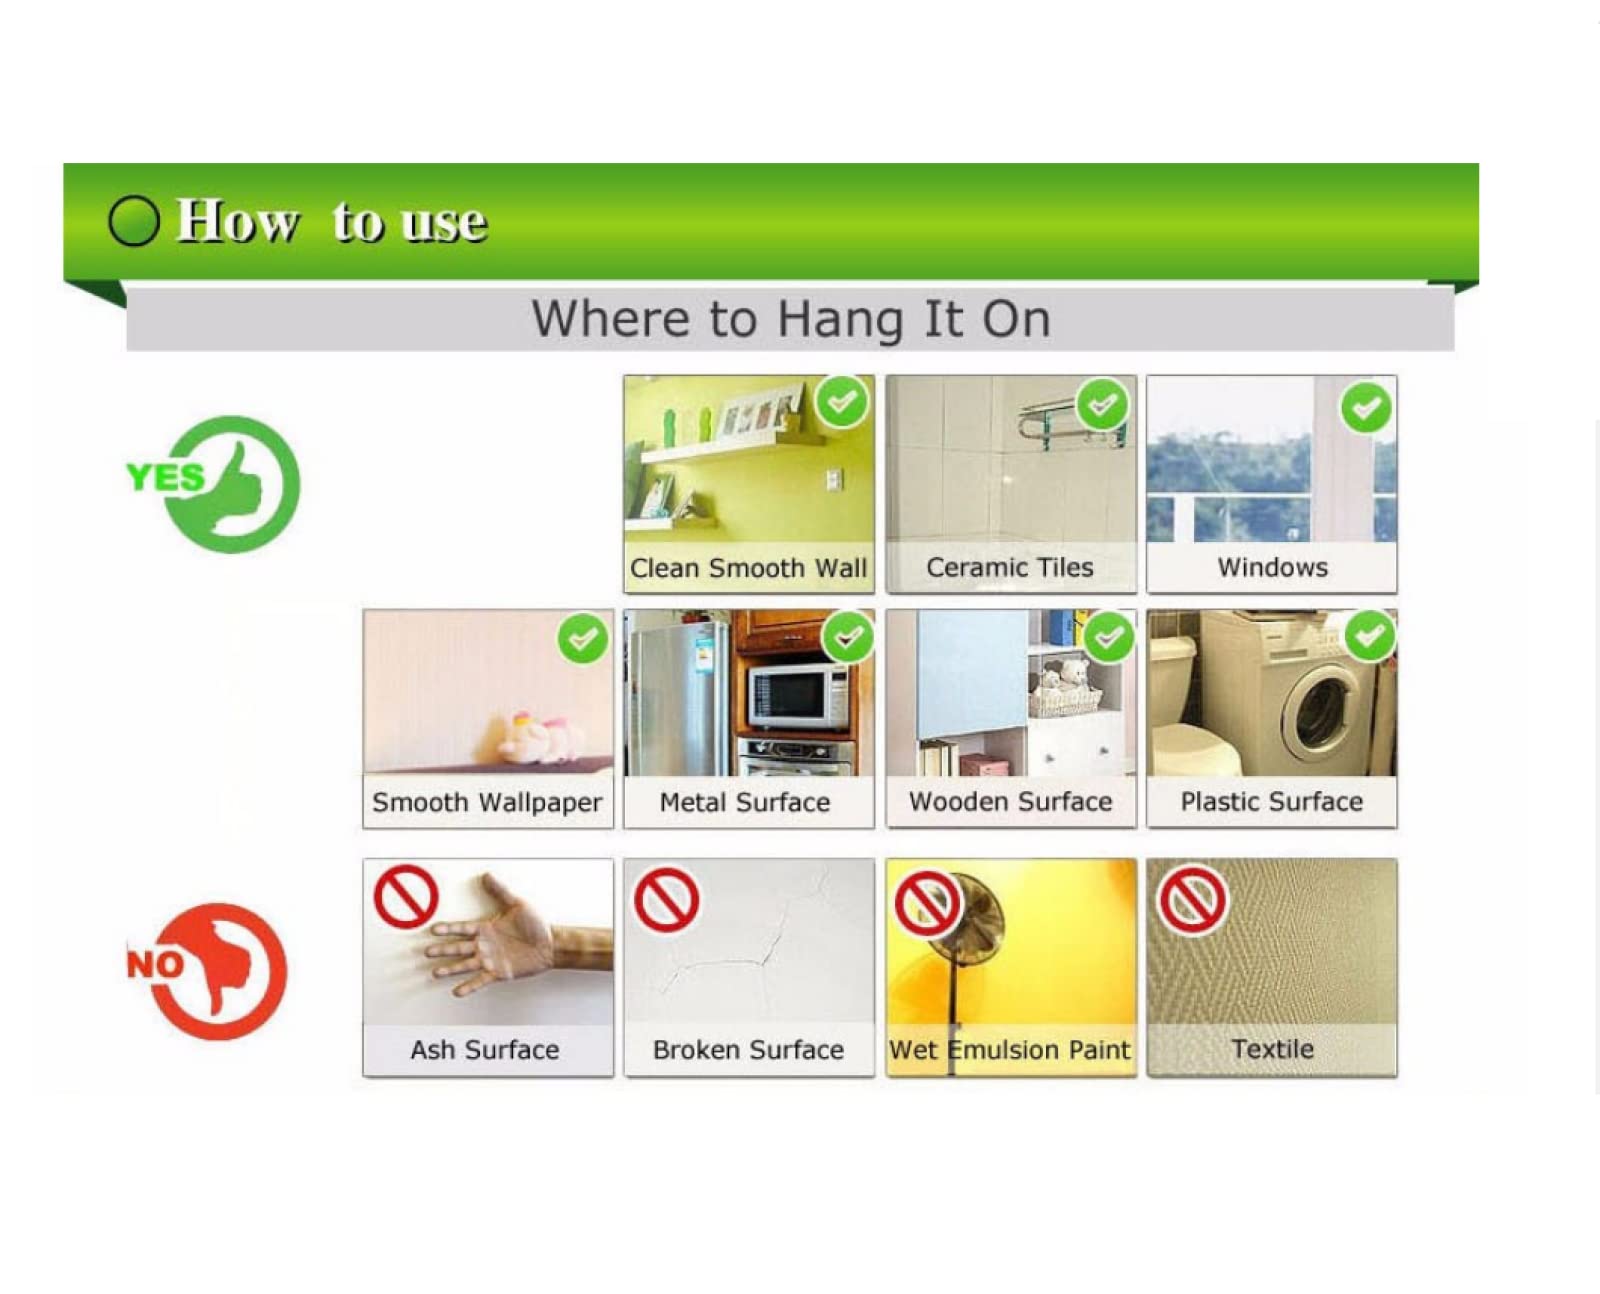 How to use
Where to Hang It On
YES
Clean Smooth Wall
Ceramic Tiles
Windows
Smooth Wallpaper
Metal Surface
Wooden Surface
Plastic Surface
NO
Ash Surface
Broken Surface
Wet Emulsion Paint
Textile